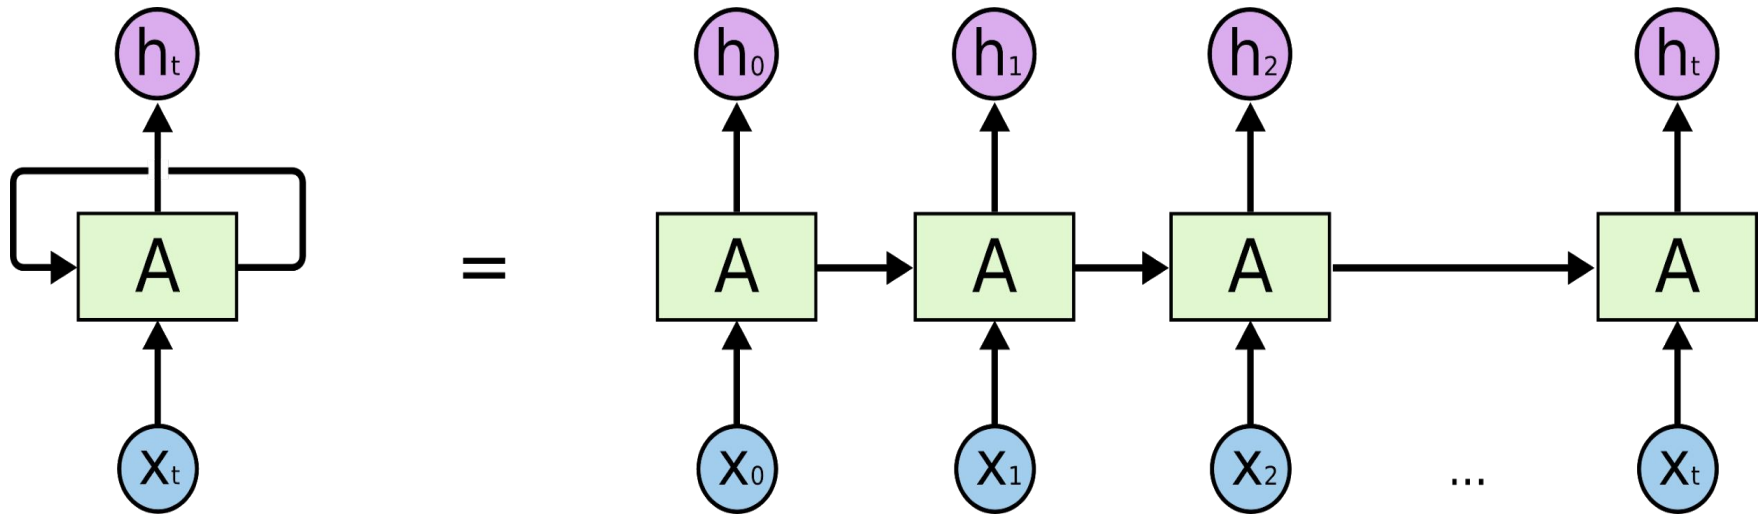 hₜ h₀ h₁ h₂ hₜ
A = A A A A
xₜ x₀ x₁ x₂ ... xₜ